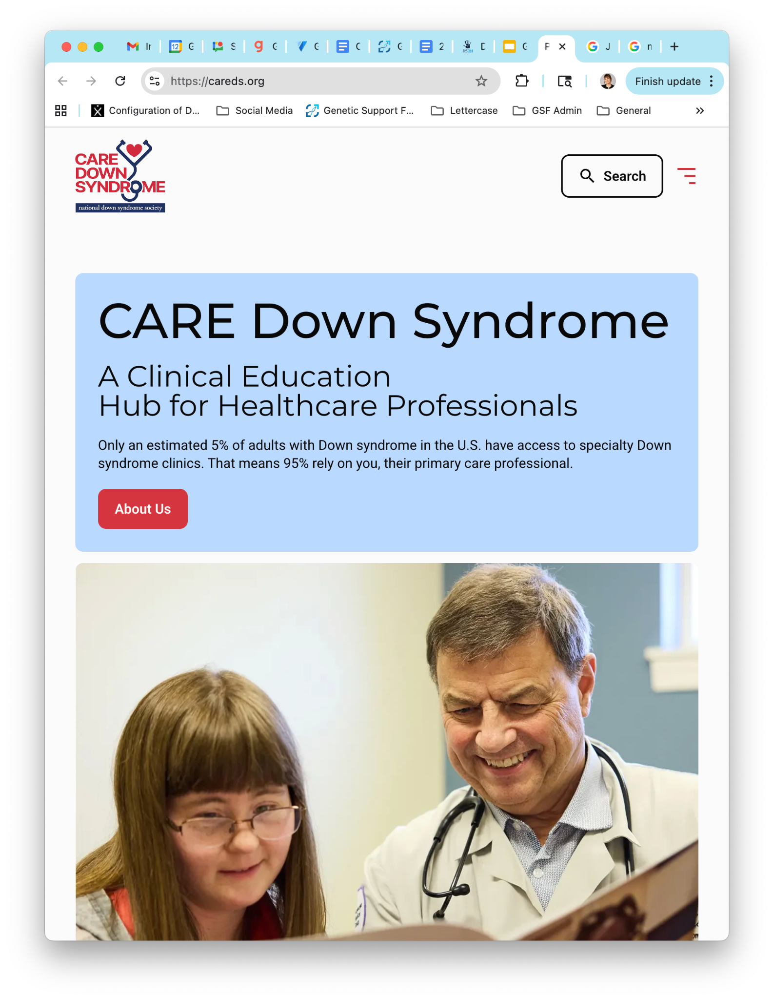 Ir
12
G
S
g
G
G
C
G
2
DSDN
D
G
P
J
n
https://careds.org
Finish update
Configuration of D...
Social Media
Genetic Support F...
Lettercase
GSF Admin
General
CARE
DOWN
SYNDROME
national down syndrome society
Search
CARE Down Syndrome
A Clinical Education
Hub for Healthcare Professionals
Only an estimated 5% of adults with Down syndrome in the U.S. have access to specialty Down
syndrome clinics. That means 95% rely on you, their primary care professional.
About Us